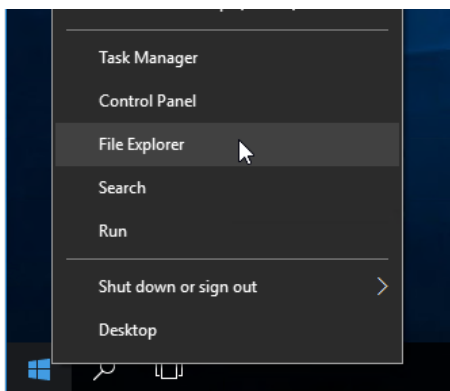 Task Manager
Control Panel
File Explorer
Search
Run
Shut down or sign out
Desktop